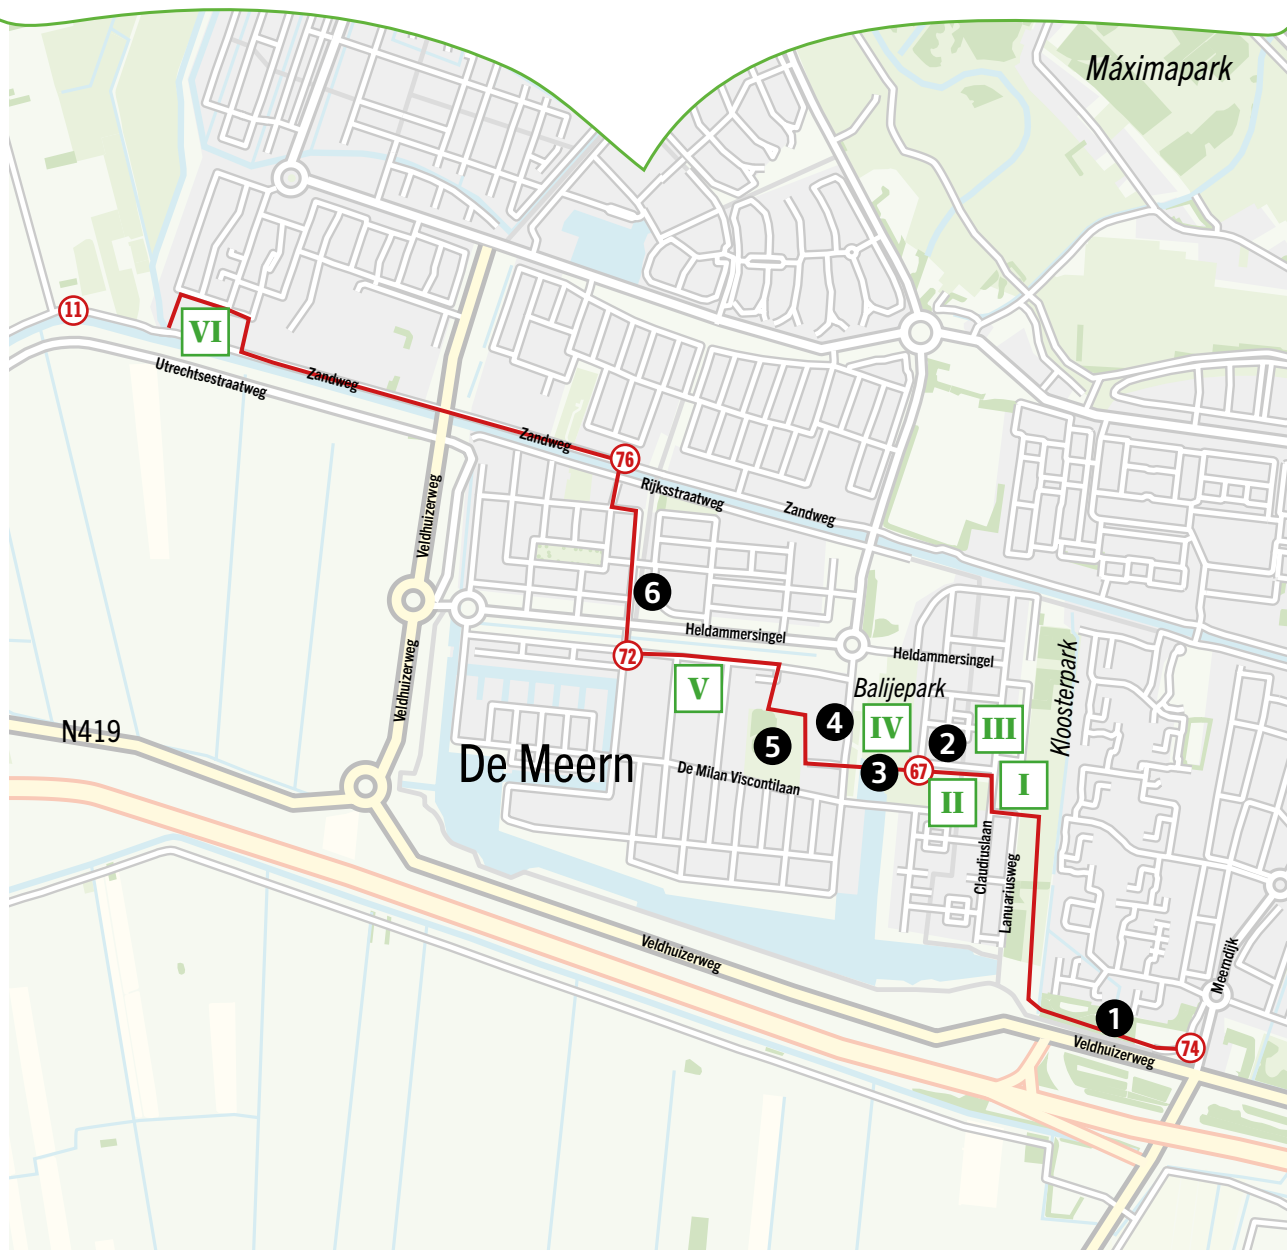 Máximapark
11
VI
Utrechtsestraatweg
Zandweg
Zandweg
76
Rijksstraatweg
Zandweg
Veldhuizerweg
6
Heldammersingel
Heldammersingel
72
Veldhuizerweg
V
Balijepark
Kloosterpark
N419
De Meern
4
IV
2
III
5
3
67
I
De Milan Viscontilaan
II
Claudiuslaan
Lanuariusweg
Veldhuizerweg
Meerndijk
1
Veldhuizerweg
74